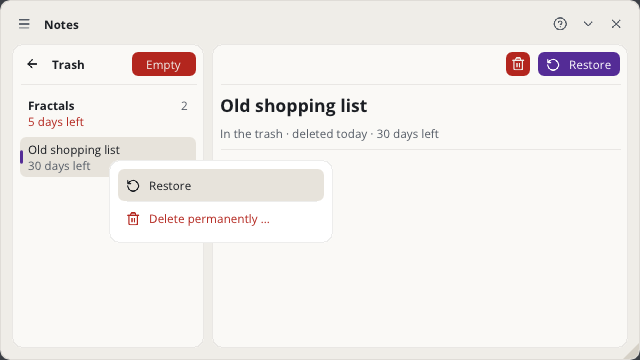 Notes
Trash
Empty
Restore
Fractals 2
5 days left
Old shopping list
30 days left
Old shopping list
In the trash · deleted today · 30 days left
Restore
Delete permanently ...